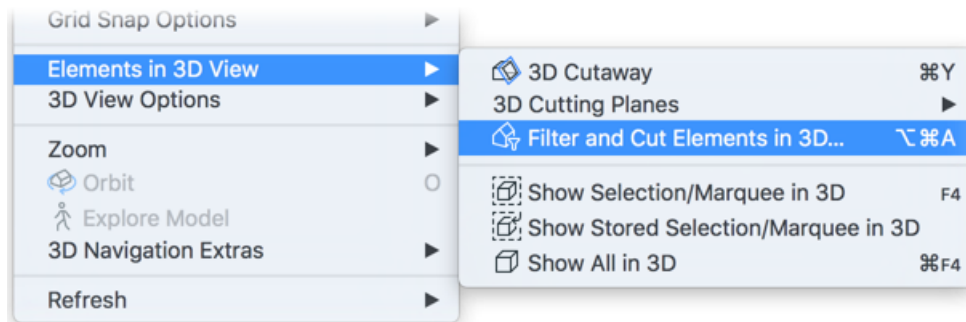 Grid Snap Options
Elements in 3D View
3D View Options
Zoom
Orbit O
Explore Model
3D Navigation Extras
Refresh
3D Cutaway ⌘Y
3D Cutting Planes
Filter and Cut Elements in 3D... ⌥⌘A
Show Selection/Marquee in 3D F4
Show Stored Selection/Marquee in 3D
Show All in 3D ⌘F4